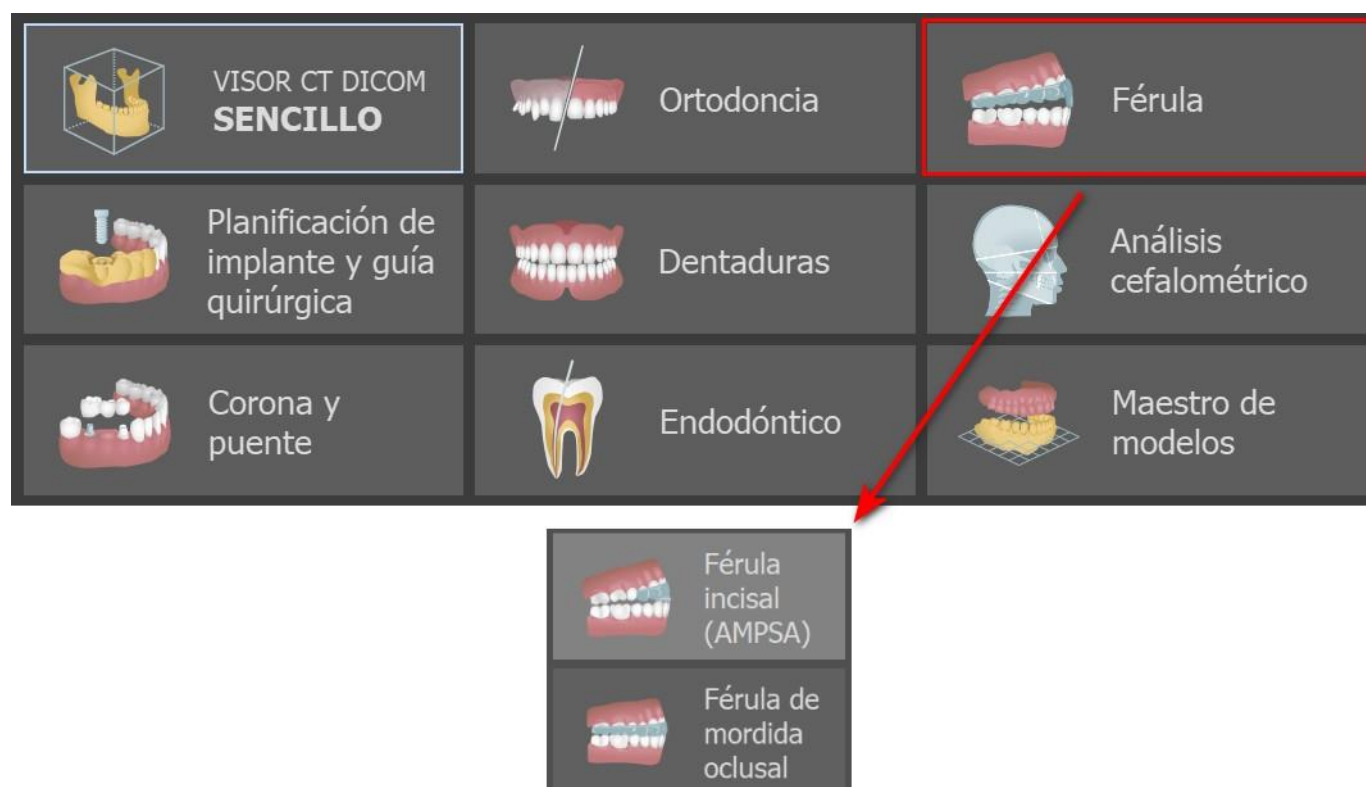 VISOR CT DICOM
SENCILLO
Ortodoncia
Férula
Planificación de
implante y guía
quirúrgica
Dentaduras
Análisis
cefalométrico
Corona y
puente
Endodóntico
Maestro de
modelos
Férula
incisal
(AMPSA)
Férula de
mordida
oclusal